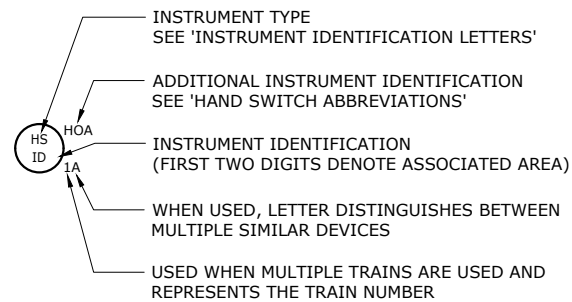 INSTRUMENT TYPE
SEE 'INSTRUMENT IDENTIFICATION LETTERS'
ADDITIONAL INSTRUMENT IDENTIFICATION
SEE 'HAND SWITCH ABBREVIATIONS'
HS
HOA
ID
1A
INSTRUMENT IDENTIFICATION
(FIRST TWO DIGITS DENOTE ASSOCIATED AREA)
WHEN USED, LETTER DISTINGUISHES BETWEEN
MULTIPLE SIMILAR DEVICES
USED WHEN MULTIPLE TRAINS ARE USED AND
REPRESENTS THE TRAIN NUMBER